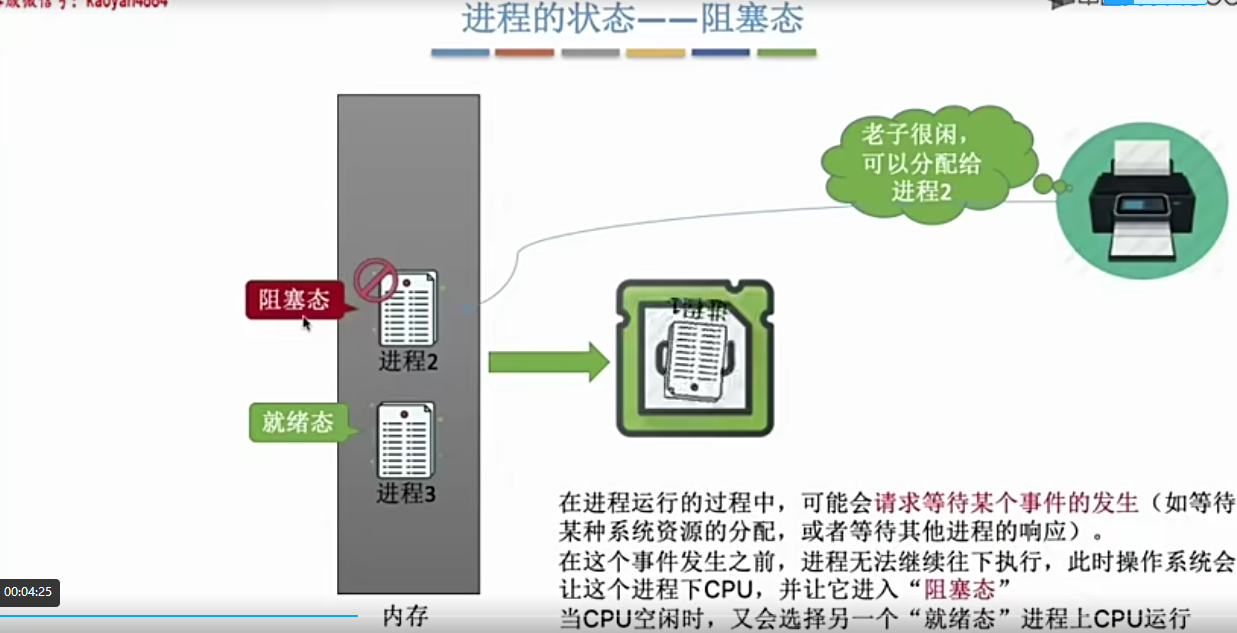 进程的状态——阻塞态
老子很闲，
可以分配给
进程2
阻塞态
进程2
就绪态
进程3
内存
在进程运行的过程中，可能会请求等待某个事件的发生（如等待
某种系统资源的分配，或者等待其他进程的响应）。
在这个事件发生之前，进程无法继续往下执行，此时操作系统会
让这个进程下CPU，并让它进入“阻塞态”
当CPU空闲时，又会选择另一个“就绪态”进程上CPU运行
00:04:25